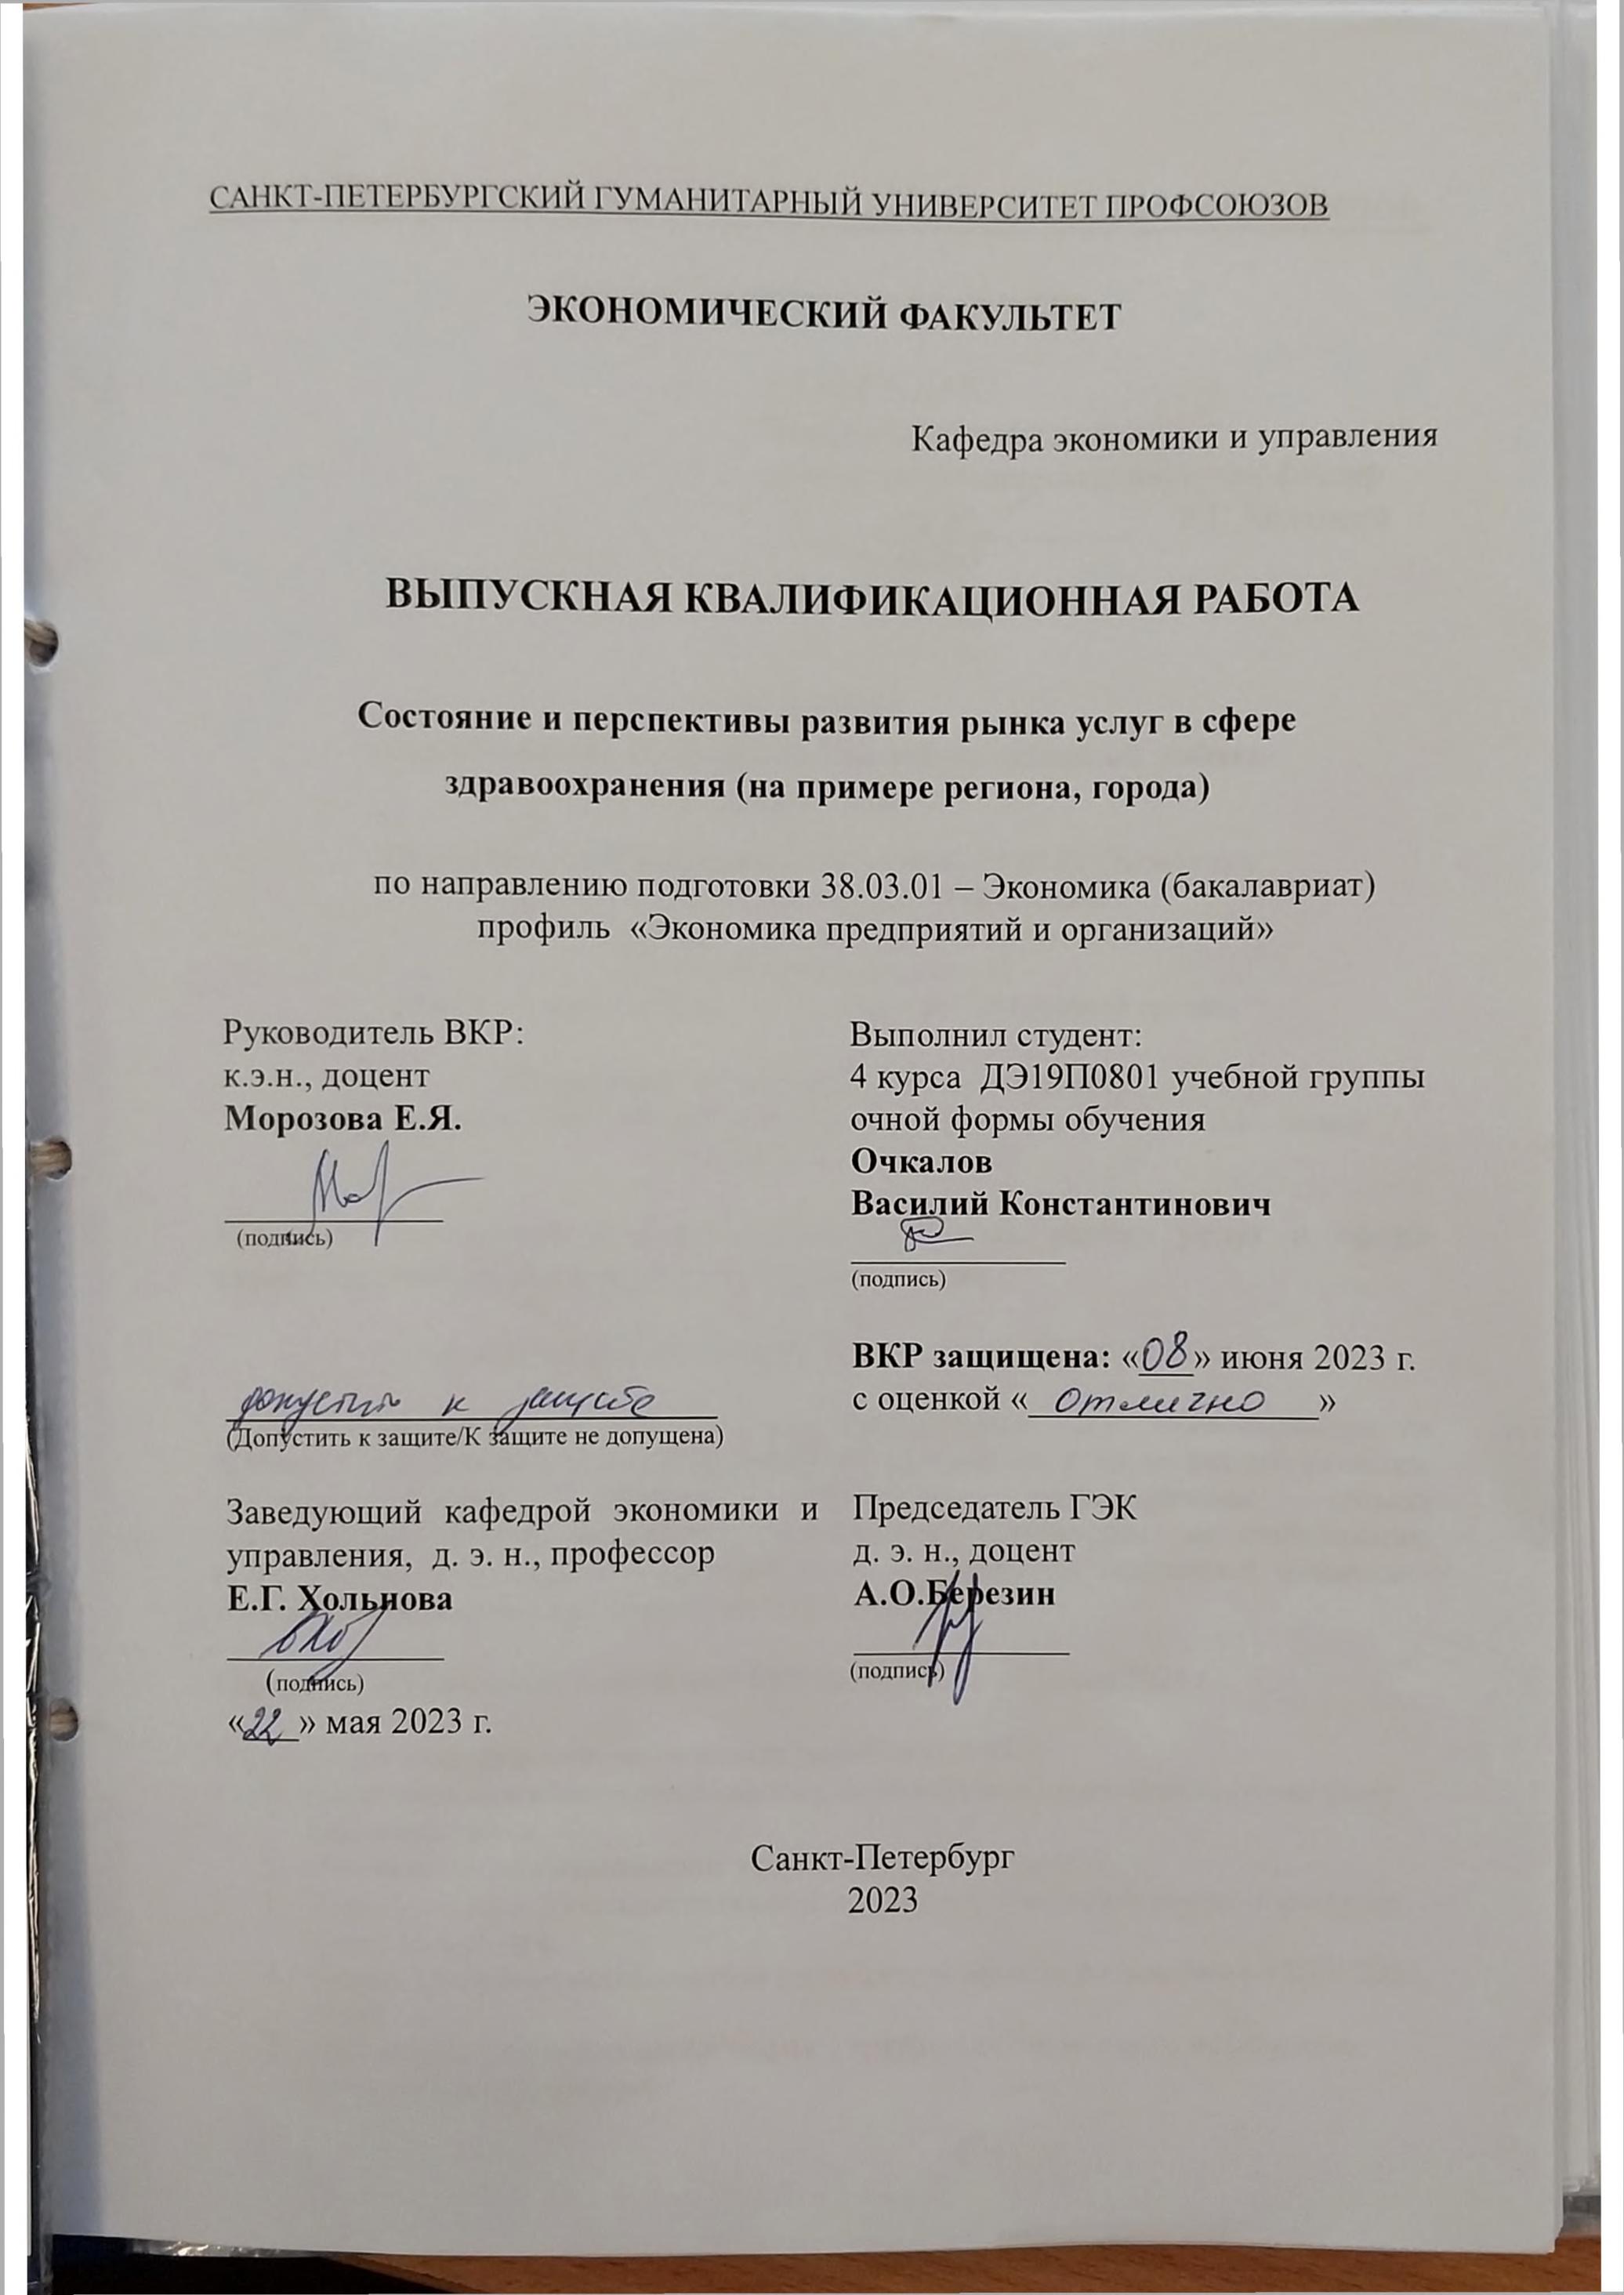 САНКТ-ПЕТЕРБУРГСКИЙ ГУМАНИТАРНЫЙ УНИВЕРСИТЕТ ПРОФСОЮЗОВ
ЭКОНОМИЧЕСКИЙ ФАКУЛЬТЕТ
Кафедра экономики и управления
ВЫПУСКНАЯ КВАЛИФИКАЦИОННАЯ РАБОТА
Состояние и перспективы развития рынка услуг в сфере
здравоохранения (на примере региона, города)
по направлению подготовки 38.03.01 – Экономика (бакалавриат)
профиль «Экономика предприятий и организаций»
Руководитель ВКР:
к.э.н., доцент
Морозова Е.Я.
(подпись)
Выполнил студент:
4 курса ДЭ19П0801 учебной группы
очной формы обучения
Очкалов
Василий Константинович
(подпись)
ВКР защищена: «08» июня 2023 г.
с оценкой « отлично »
допустить к защите
(Допустить к защите/К защите не допущена)
Заведующий кафедрой экономики и
управления, д. э. н., профессор
Е.Г. Хольнова
(подпись)
«22» мая 2023 г.
Председатель ГЭК
д. э. н., доцент
А.О.Березин
(подпись)
Санкт-Петербург
2023